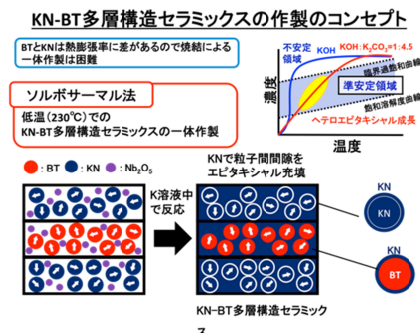 KN-BT多層構造セラミックスの作製のコンセプト
BTとKNは熱膨張率に差があるので焼結による
一体作製は困難
ソルボサーマル法
低温(230℃)での
KN-BT多層構造セラミックスの一体作製
不安定
領域
KOH
KOH:K₂CO₃=1:4.5
臨界過飽和曲線
準安定領域
飽和溶解度曲線
ヘテロエピタキシャル成長
濃度
温度
: BT
: KN
: Nb₂O₅
K溶液中
で反応
KNで粒子間間隙を
エピタキシャル充填
KN
KN
KN
BT
KN-BT多層構造セラミック
ス